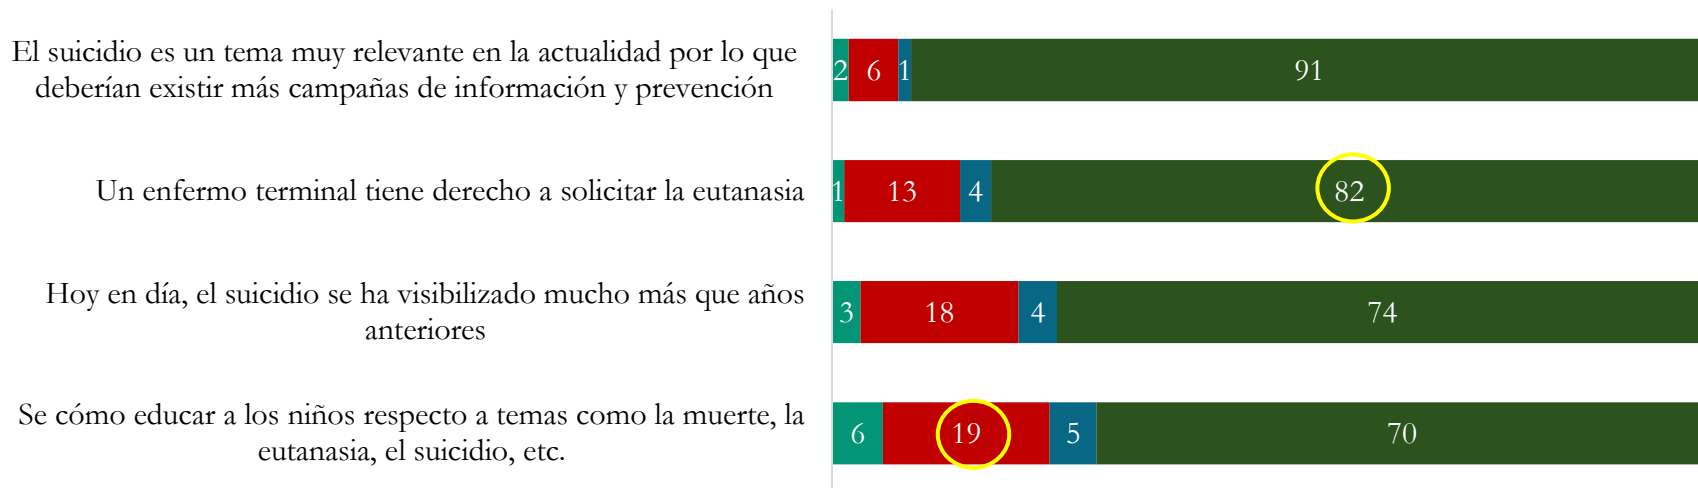 El suicidio es un tema muy relevante en la actualidad por lo que
deberían existir más campañas de información y prevención
2 6 1 91
Un enfermo terminal tiene derecho a solicitar la eutanasia
1 13 4 82
Hoy en día, el suicidio se ha visibilizado mucho más que años
anteriores
3 18 4 74
Se cómo educar a los niños respecto a temas como la muerte, la
eutanasia, el suicidio, etc.
6 19 5 70